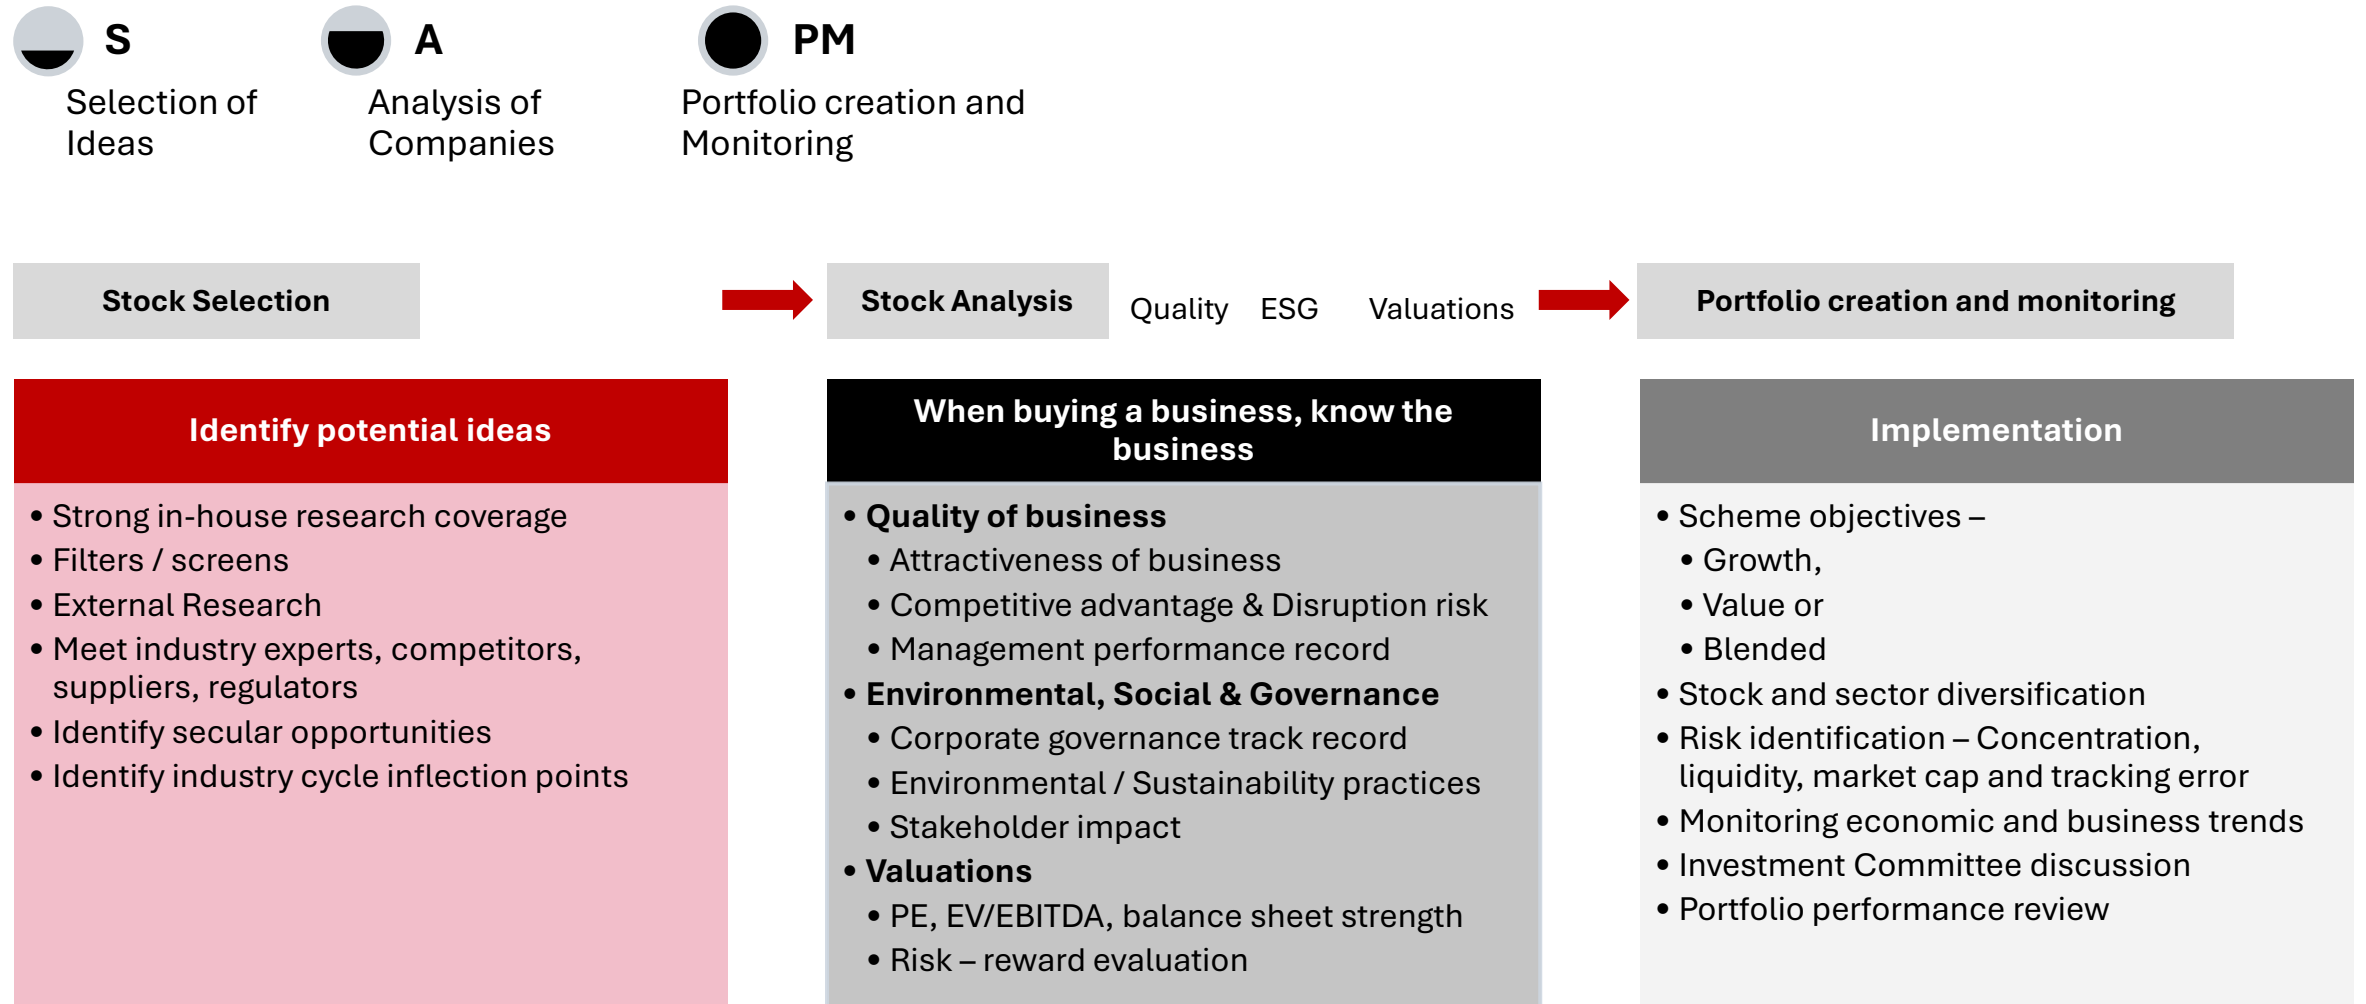 S
Selection of
Ideas
A
Analysis of
Companies
PM
Portfolio creation and
Monitoring
Stock Selection
Stock Analysis
Quality
ESG
Valuations
Portfolio creation and monitoring
Identify potential ideas
• Strong in-house research coverage
• Filters / screens
• External Research
• Meet industry experts, competitors,
suppliers, regulators
• Identify secular opportunities
• Identify industry cycle inflection points
When buying a business, know the
business
• Quality of business
• Attractiveness of business
• Competitive advantage & Disruption risk
• Management performance record
• Environmental, Social & Governance
• Corporate governance track record
• Environmental / Sustainability practices
• Stakeholder impact
• Valuations
• PE, EV/EBITDA, balance sheet strength
• Risk – reward evaluation
Implementation
• Scheme objectives –
• Growth,
• Value or
• Blended
• Stock and sector diversification
• Risk identification – Concentration,
liquidity, market cap and tracking error
• Monitoring economic and business trends
• Investment Committee discussion
• Portfolio performance review